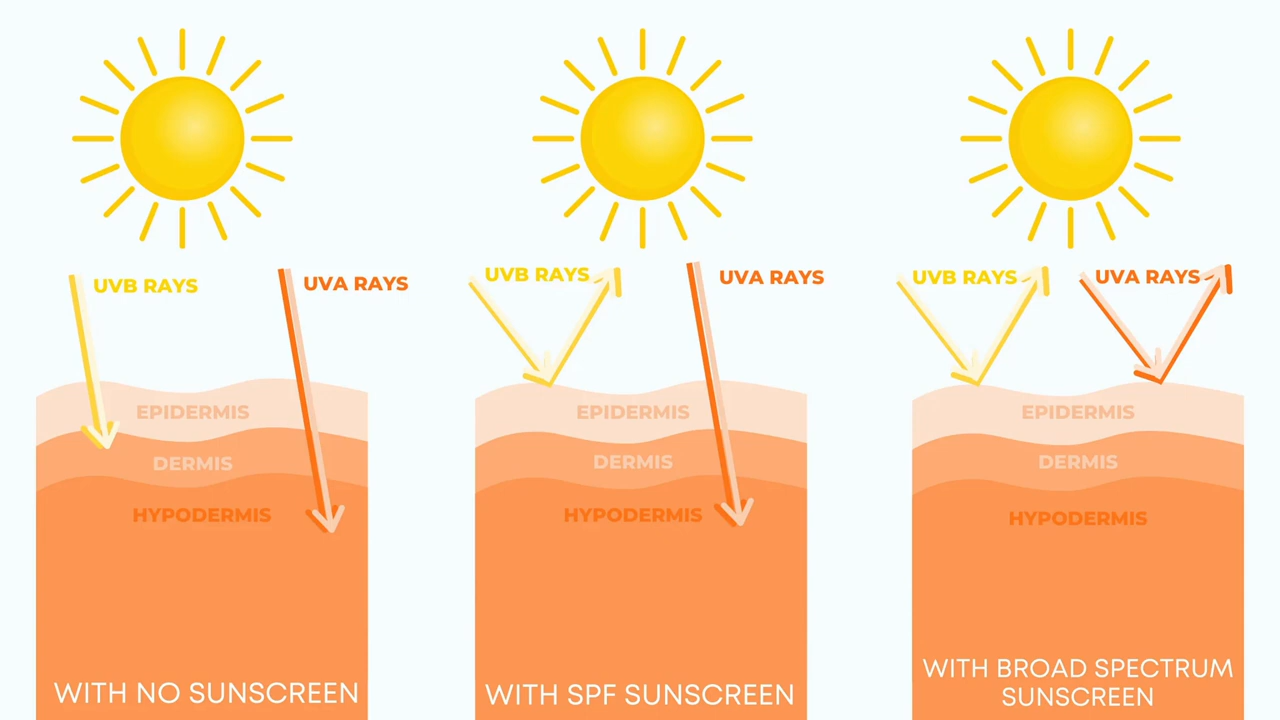 UVB RAYS
UVA RAYS
EPIDERMIS
DERMIS
HYPODERMIS
WITH NO SUNSCREEN
UVB RAYS
UVA RAYS
EPIDERMIS
DERMIS
HYPODERMIS
WITH SPF SUNSCREEN
UVB RAYS
UVA RAYS
EPIDERMIS
DERMIS
HYPODERMIS
WITH BROAD SPECTRUM
SUNSCREEN